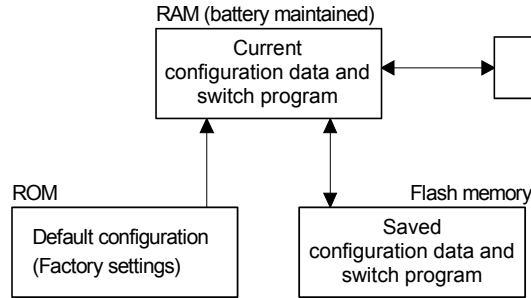 RAM (battery maintained)
Current
configuration data and
switch program
ROM
Flash memory
Default configuration
(Factory settings)
Saved
configuration data and
switch program